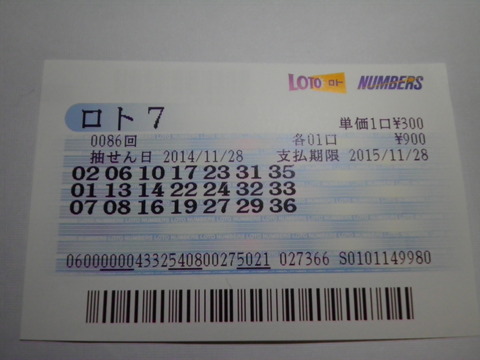 LOTO ロト NUMBERS
ロト7 単価1口¥300
0086回 各01口 ¥900
抽せん日 2014/11/28 支払期限 2015/11/28
02 06 10 17 23 31 35
01 13 14 22 24 32 33
07 08 16 19 27 29 36
060000004332540800275021 027366 S0101149980